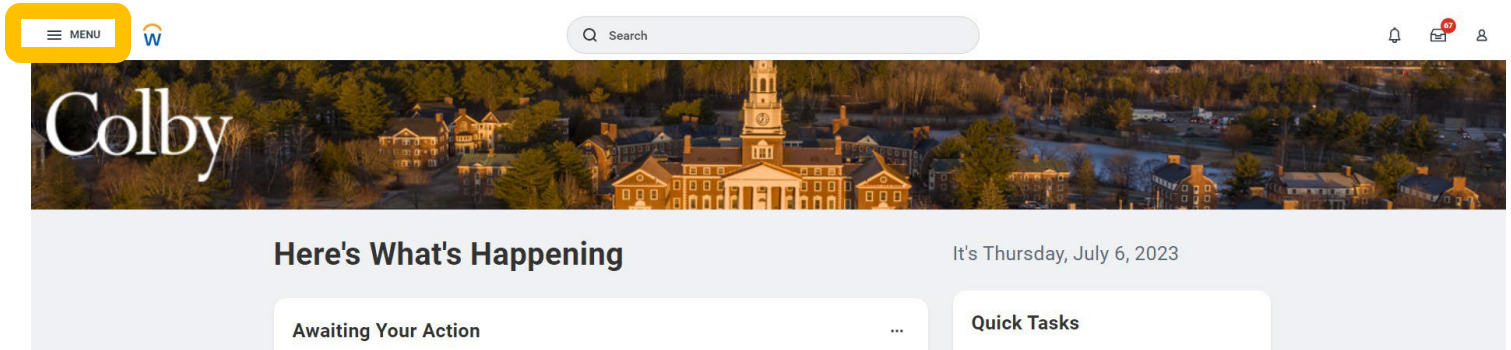 MENU
Search
67
Colby
Here's What's Happening
It's Thursday, July 6, 2023
Awaiting Your Action
Quick Tasks